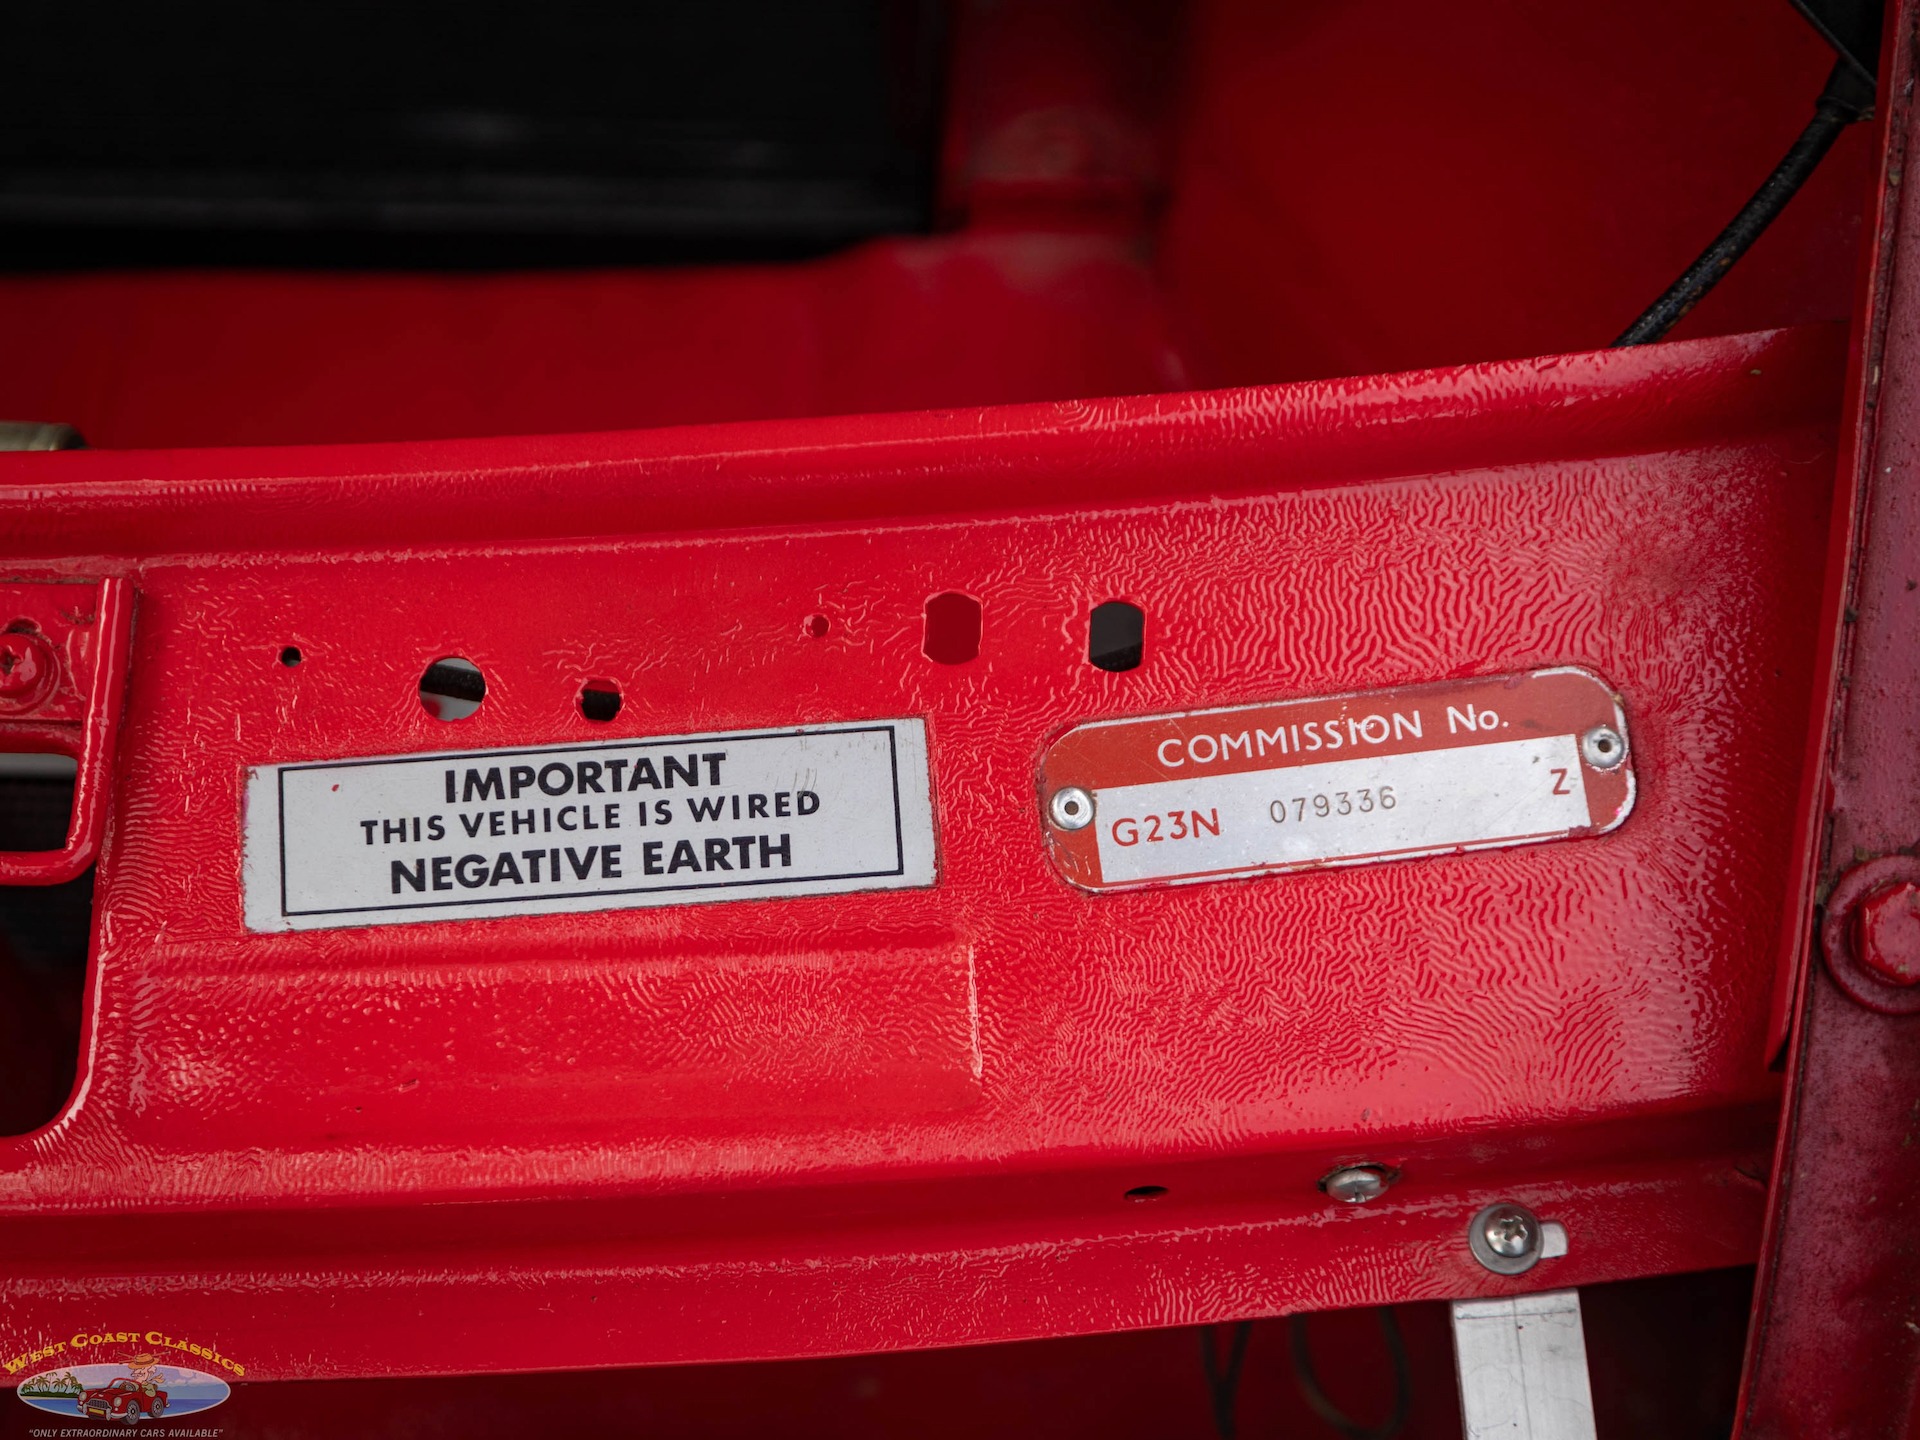 IMPORTANT
THIS VEHICLE IS WIRED
NEGATIVE EARTH
COMMISSION No.
G23N 079336 Z
WEST COAST CLASSICS
"ONLY EXTRAORDINARY CARS AVAILABLE"